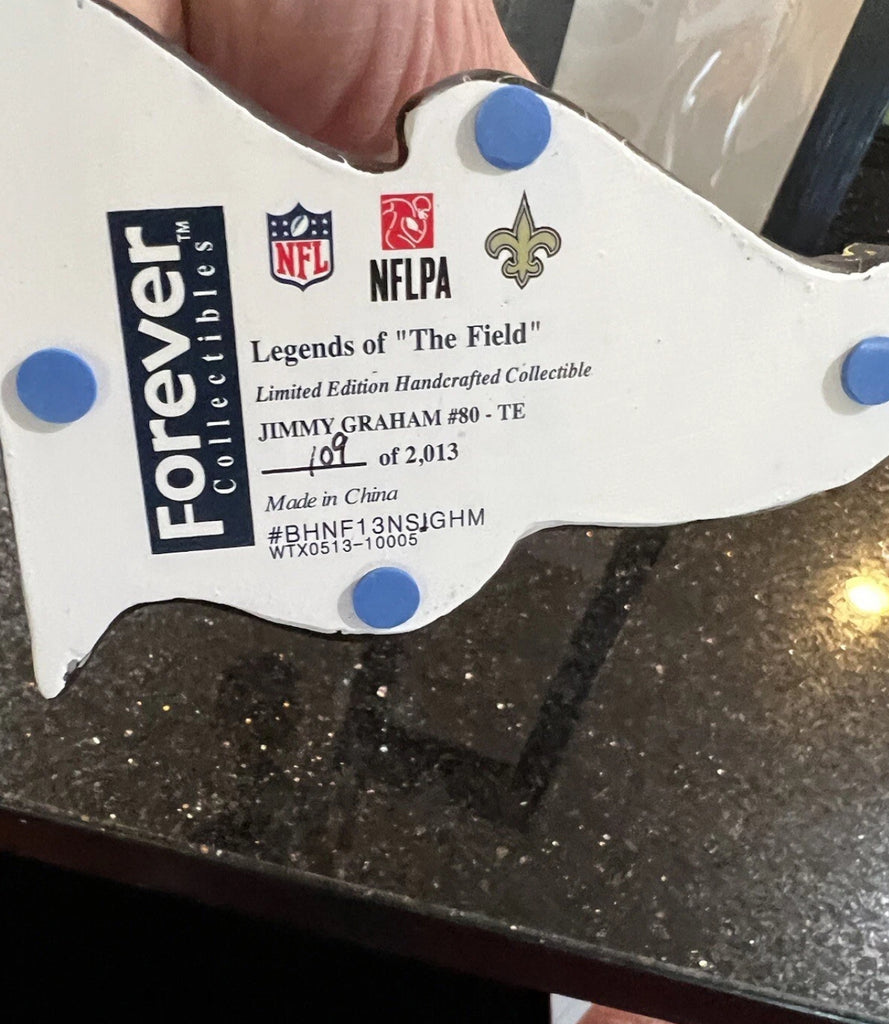 Forever™
Collectibles
NFL
NFLPA
Legends of "The Field"
Limited Edition Handcrafted Collectible
JIMMY GRAHAM #80 - TE
109 of 2,013
Made in China
#BHNF13NSJGHM
WTX0513-10005